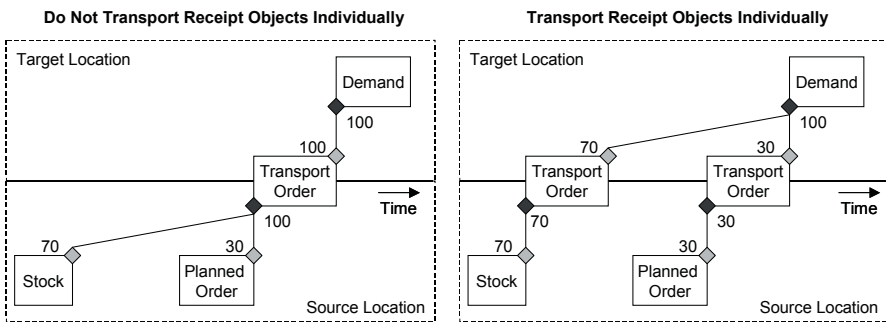 Do Not Transport Receipt Objects Individually
Target Location
Demand
100
100
Transport
Order
Time
100
70
30
Stock
Planned
Order
Source Location
Transport Receipt Objects Individually
Target Location
Demand
100
70
30
Transport
Order
Transport
Order
Time
70
30
70
30
Stock
Planned
Order
Source Location